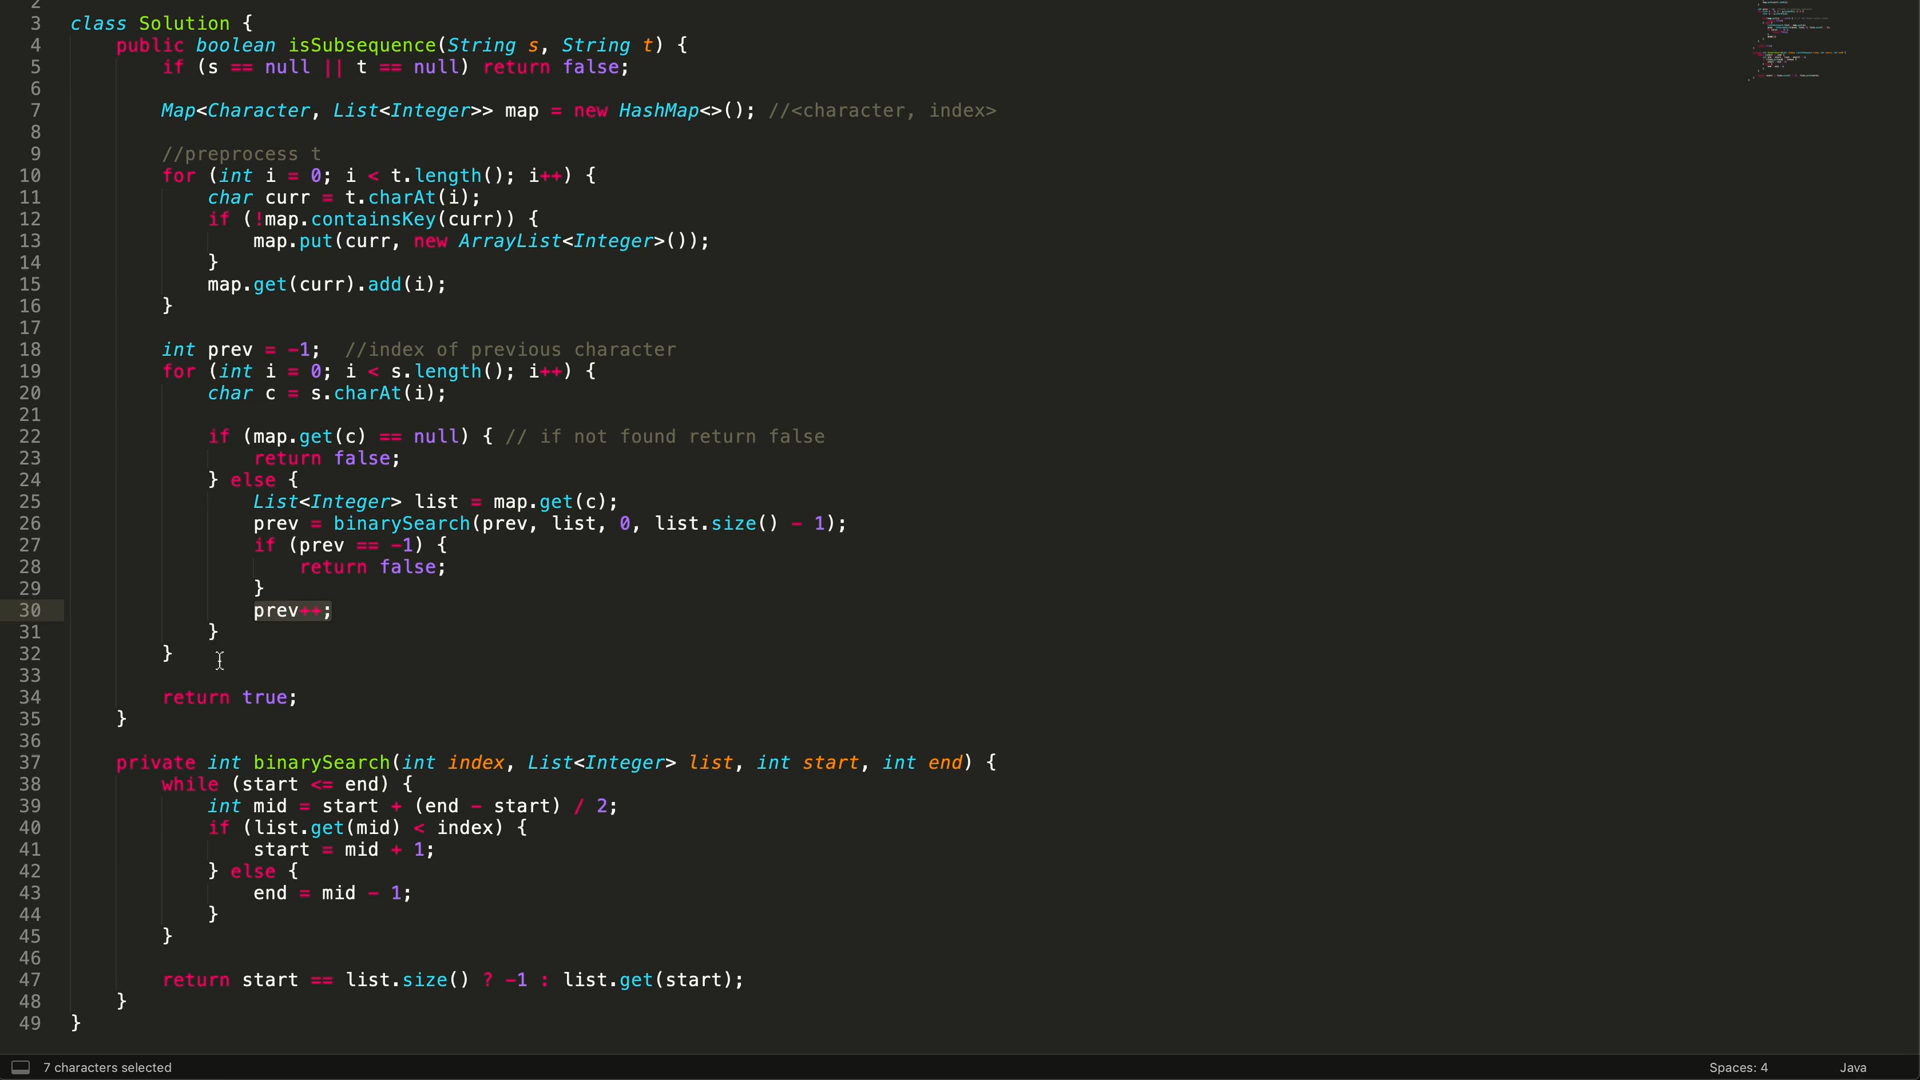 2
3 class Solution {
4 public boolean isSubsequence(String s, String t) {
5 if (s == null || t == null) return false;
6
7 Map<Character, List<Integer>> map = new HashMap<>(); //<character, index>
8
9 //preprocess t
10 for (int i = 0; i < t.length(); i++) {
11 char curr = t.charAt(i);
12 if (!map.containsKey(curr)) {
13 map.put(curr, new ArrayList<Integer>());
14 }
15 map.get(curr).add(i);
16 }
17
18 int prev = -1; //index of previous character
19 for (int i = 0; i < s.length(); i++) {
20 char c = s.charAt(i);
21
22 if (map.get(c) == null) { // if not found return false
23 return false;
24 } else {
25 List<Integer> list = map.get(c);
26 prev = binarySearch(prev, list, 0, list.size() - 1);
27 if (prev == -1) {
28 return false;
29 }
30 prev++;
31 }
32 }
33
34 return true;
35 }
36
37 private int binarySearch(int index, List<Integer> list, int start, int end) {
38 while (start <= end) {
39 int mid = start + (end - start) / 2;
40 if (list.get(mid) < index) {
41 start = mid + 1;
42 } else {
43 end = mid - 1;
44 }
45 }
46
47 return start == list.size() ? -1 : list.get(start);
48 }
49 }
7 characters selected
Spaces: 4
Java